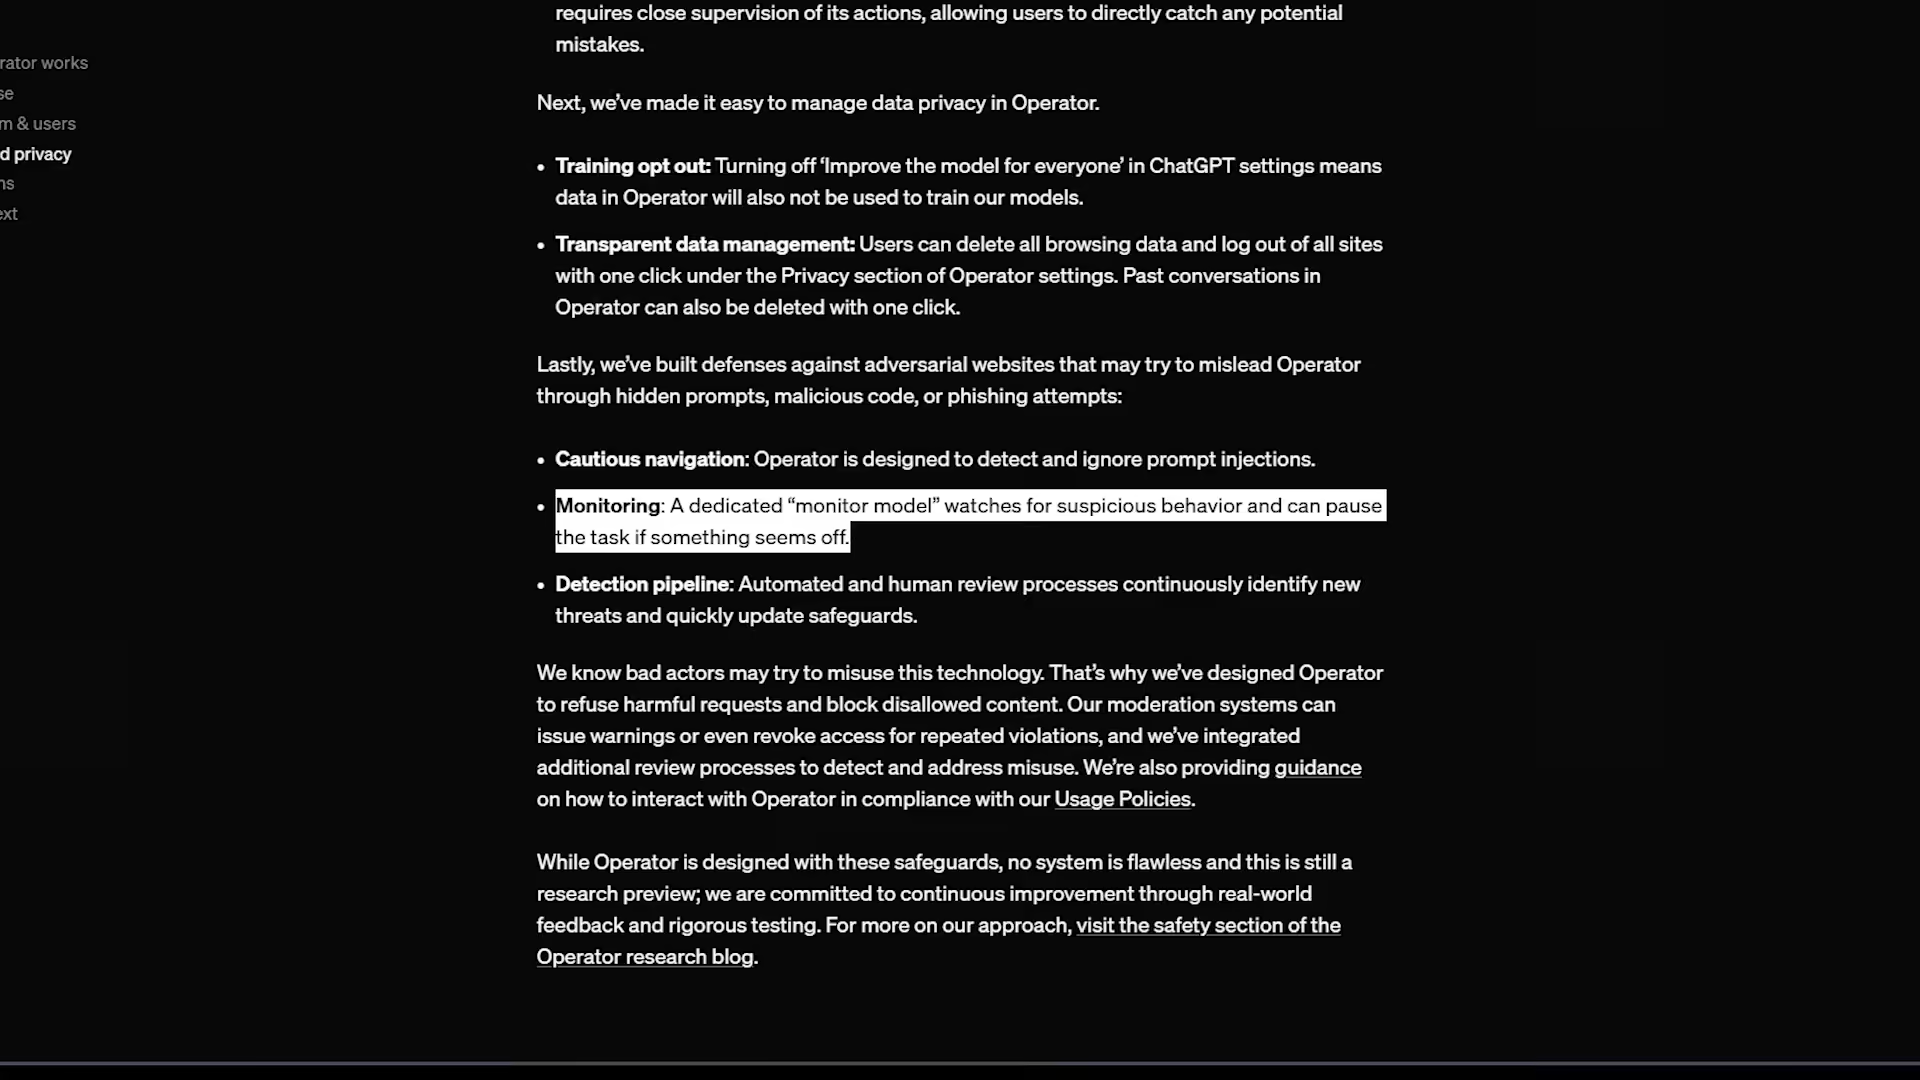 requires close supervision of its actions, allowing users to directly catch any potential
mistakes.
rator works
se
m & users
d privacy
ns
ext
Next, we’ve made it easy to manage data privacy in Operator.
• Training opt out: Turning off ‘Improve the model for everyone’ in ChatGPT settings means
data in Operator will also not be used to train our models.
• Transparent data management: Users can delete all browsing data and log out of all sites
with one click under the Privacy section of Operator settings. Past conversations in
Operator can also be deleted with one click.
Lastly, we’ve built defenses against adversarial websites that may try to mislead Operator
through hidden prompts, malicious code, or phishing attempts:
• Cautious navigation: Operator is designed to detect and ignore prompt injections.
• Monitoring: A dedicated “monitor model” watches for suspicious behavior and can pause
the task if something seems off.
• Detection pipeline: Automated and human review processes continuously identify new
threats and quickly update safeguards.
We know bad actors may try to misuse this technology. That’s why we’ve designed Operator
to refuse harmful requests and block disallowed content. Our moderation systems can
issue warnings or even revoke access for repeated violations, and we’ve integrated
additional review processes to detect and address misuse. We’re also providing guidance
on how to interact with Operator in compliance with our Usage Policies.
While Operator is designed with these safeguards, no system is flawless and this is still a
research preview; we are committed to continuous improvement through real-world
feedback and rigorous testing. For more on our approach, visit the safety section of the
Operator research blog.